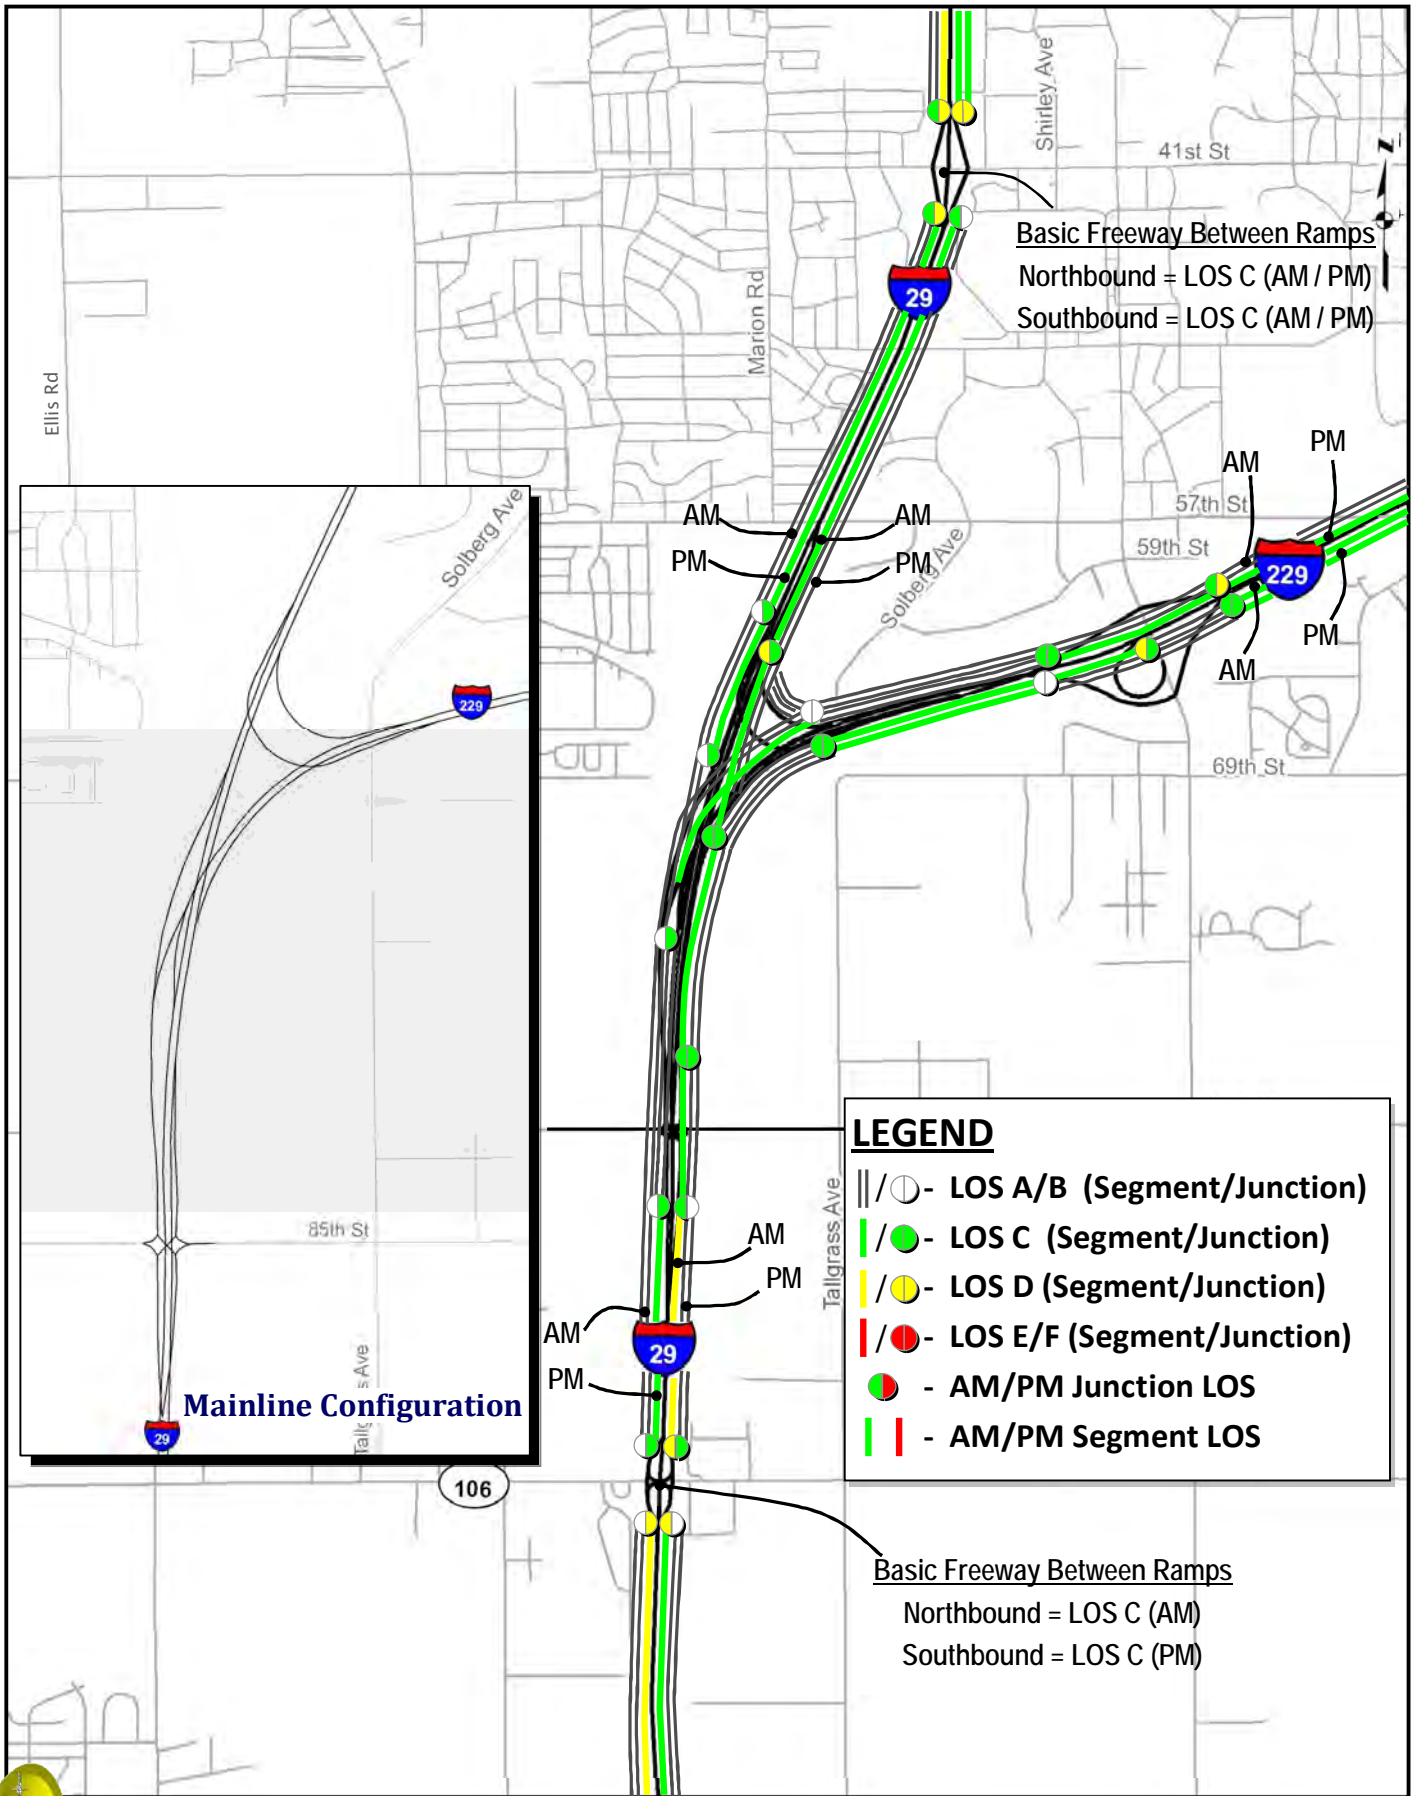 Shirley Ave
41st St
Z
Basic Freeway Between Ramps
Northbound = LOS C (AM / PM)
Southbound = LOS C (AM / PM)
29
Marion Rd
Ellis Rd
PM
AM
57th St
59th St
229
AM
AM
PM
PM
Solberg Ave
PM
AM
69th St
Solberg Ave
229
85th St
Mainline Configuration
29
LEGEND
/ - LOS A/B (Segment/Junction)
/ - LOS C (Segment/Junction)
/ - LOS D (Segment/Junction)
/ - LOS E/F (Segment/Junction)
- AM/PM Junction LOS
- AM/PM Segment LOS
Tallgrass Ave
AM
PM
AM
29
PM
106
Basic Freeway Between Ramps
Northbound = LOS C (AM)
Southbound = LOS C (PM)